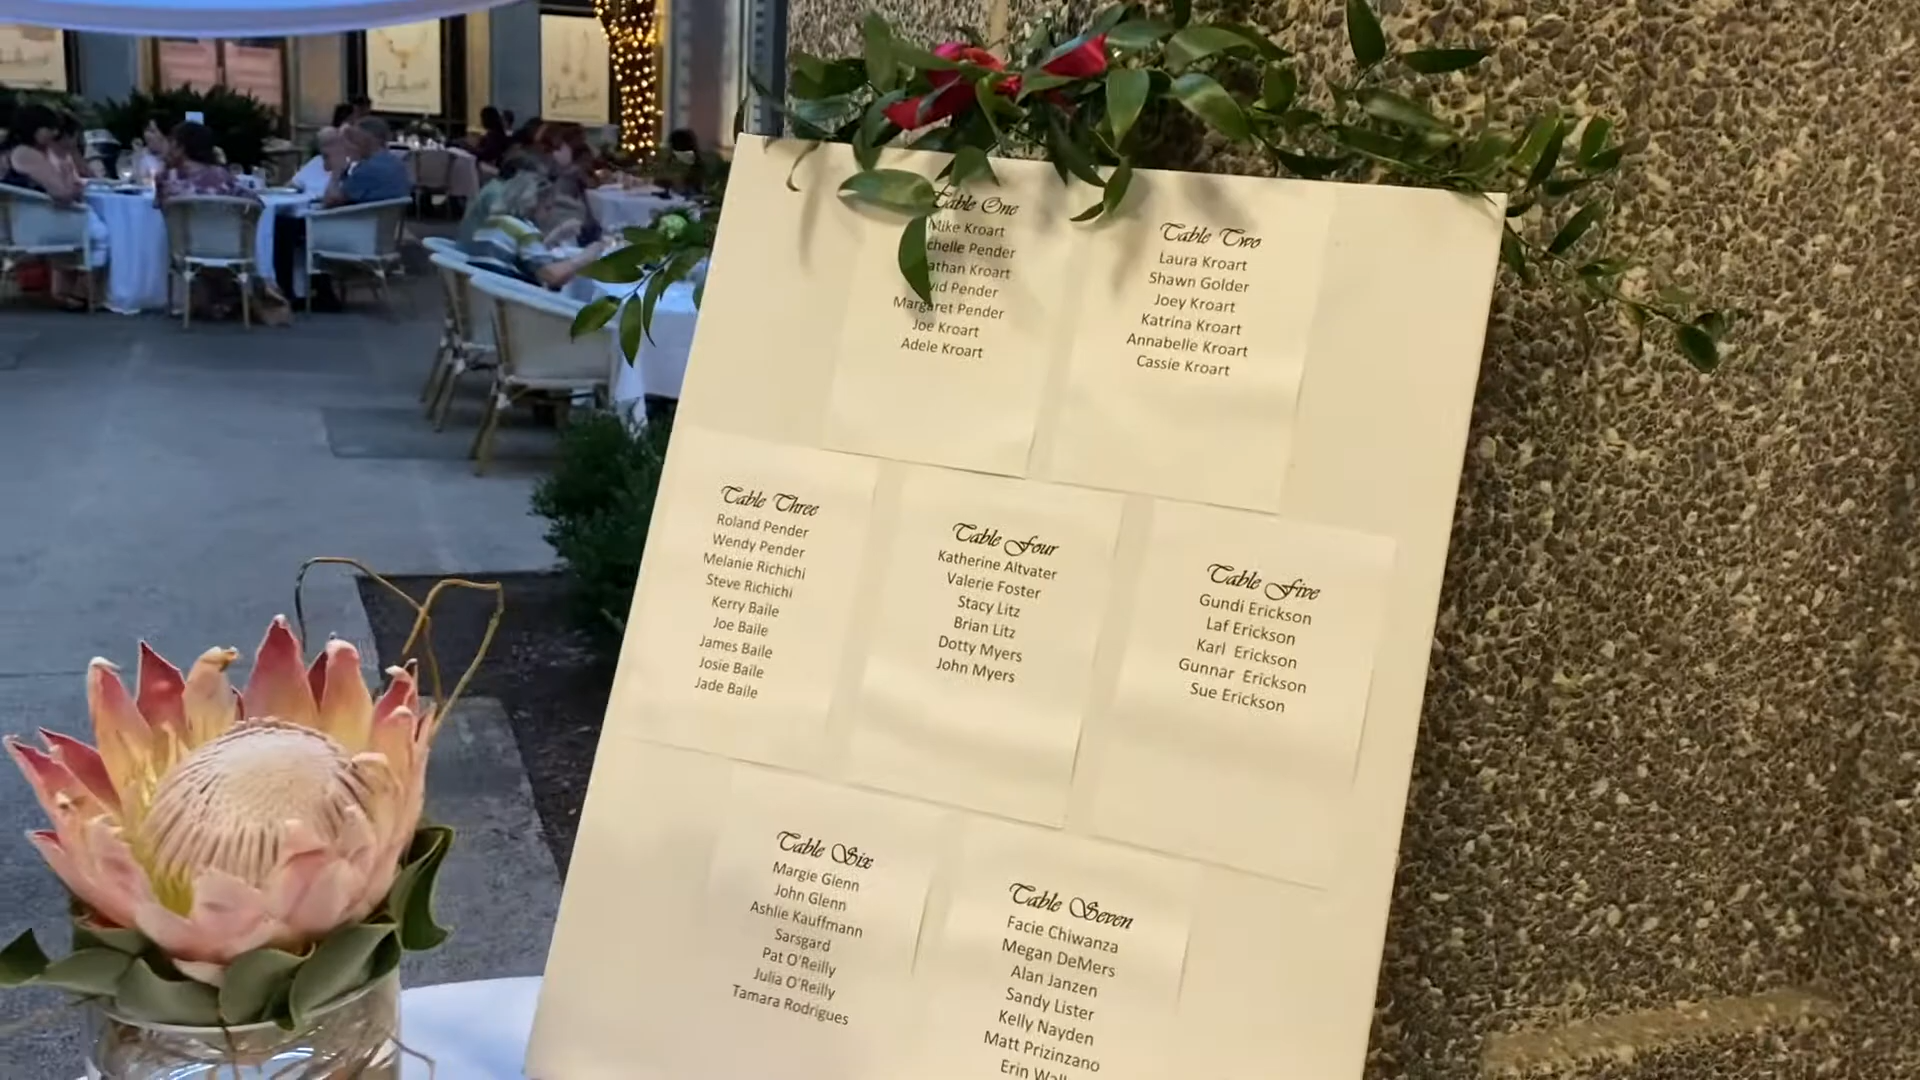 Table One
Mike Kroart
chelle Pender
athan Kroart
vid Pender
Margaret Pender
Joe Kroart
Adele Kroart
Table Two
Laura Kroart
Shawn Golder
Joey Kroart
Katrina Kroart
Annabelle Kroart
Cassie Kroart
Table Three
Roland Pender
Wendy Pender
Melanie Richichi
Steve Richichi
Kerry Baile
Joe Baile
James Baile
Josie Baile
Jade Baile
Table Four
Katherine Altvater
Valerie Foster
Stacy Litz
Brian Litz
Dotty Myers
John Myers
Table Five
Gundi Erickson
Laf Erickson
Karl Erickson
Gunnar Erickson
Sue Erickson
Table Six
Margie Glenn
John Glenn
Ashlie Kauffmann
Sarsgard
Pat O'Reilly
Julia O'Reilly
Tamara Rodrigues
Table Seven
Facie Chiwanza
Megan DeMers
Alan Janzen
Sandy Lister
Kelly Nayden
Matt Prizinzano
Erin